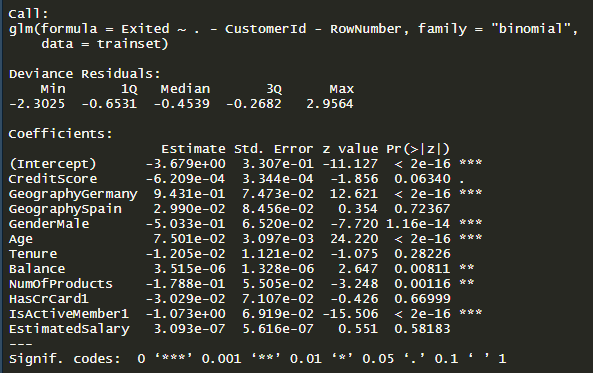 Call:
glm(formula = Exited ~ . - CustomerId - RowNumber, family = "binomial",
    data = trainset)

Deviance Residuals:
    Min       1Q   Median       3Q      Max
-2.3025  -0.6531  -0.4539  -0.2682   2.9564

Coefficients:
                   Estimate Std. Error z value Pr(>|z|)
(Intercept)      -3.679e+00  3.307e-01 -11.127  < 2e-16 ***
CreditScore      -6.209e-04  3.344e-04  -1.856  0.06340 .
GeographyGermany  9.431e-01  7.473e-02  12.621  < 2e-16 ***
GeographySpain    2.990e-02  8.456e-02   0.354  0.72367
GenderMale       -5.033e-01  6.520e-02  -7.720 1.16e-14 ***
Age               7.501e-02  3.097e-03  24.220  < 2e-16 ***
Tenure           -1.205e-02  1.121e-02  -1.075  0.28226
Balance           3.515e-06  1.328e-06   2.647  0.00811 **
NumOfProducts    -1.788e-01  5.505e-02  -3.248  0.00116 **
HasCrCard1       -3.029e-02  7.107e-02  -0.426  0.66999
IsActiveMember1  -1.073e+00  6.919e-02 -15.506  < 2e-16 ***
EstimatedSalary   3.093e-07  5.616e-07   0.551  0.58183
---
Signif. codes:  0 ‘***’ 0.001 ‘**’ 0.01 ‘*’ 0.05 ‘.’ 0.1 ‘ ’ 1